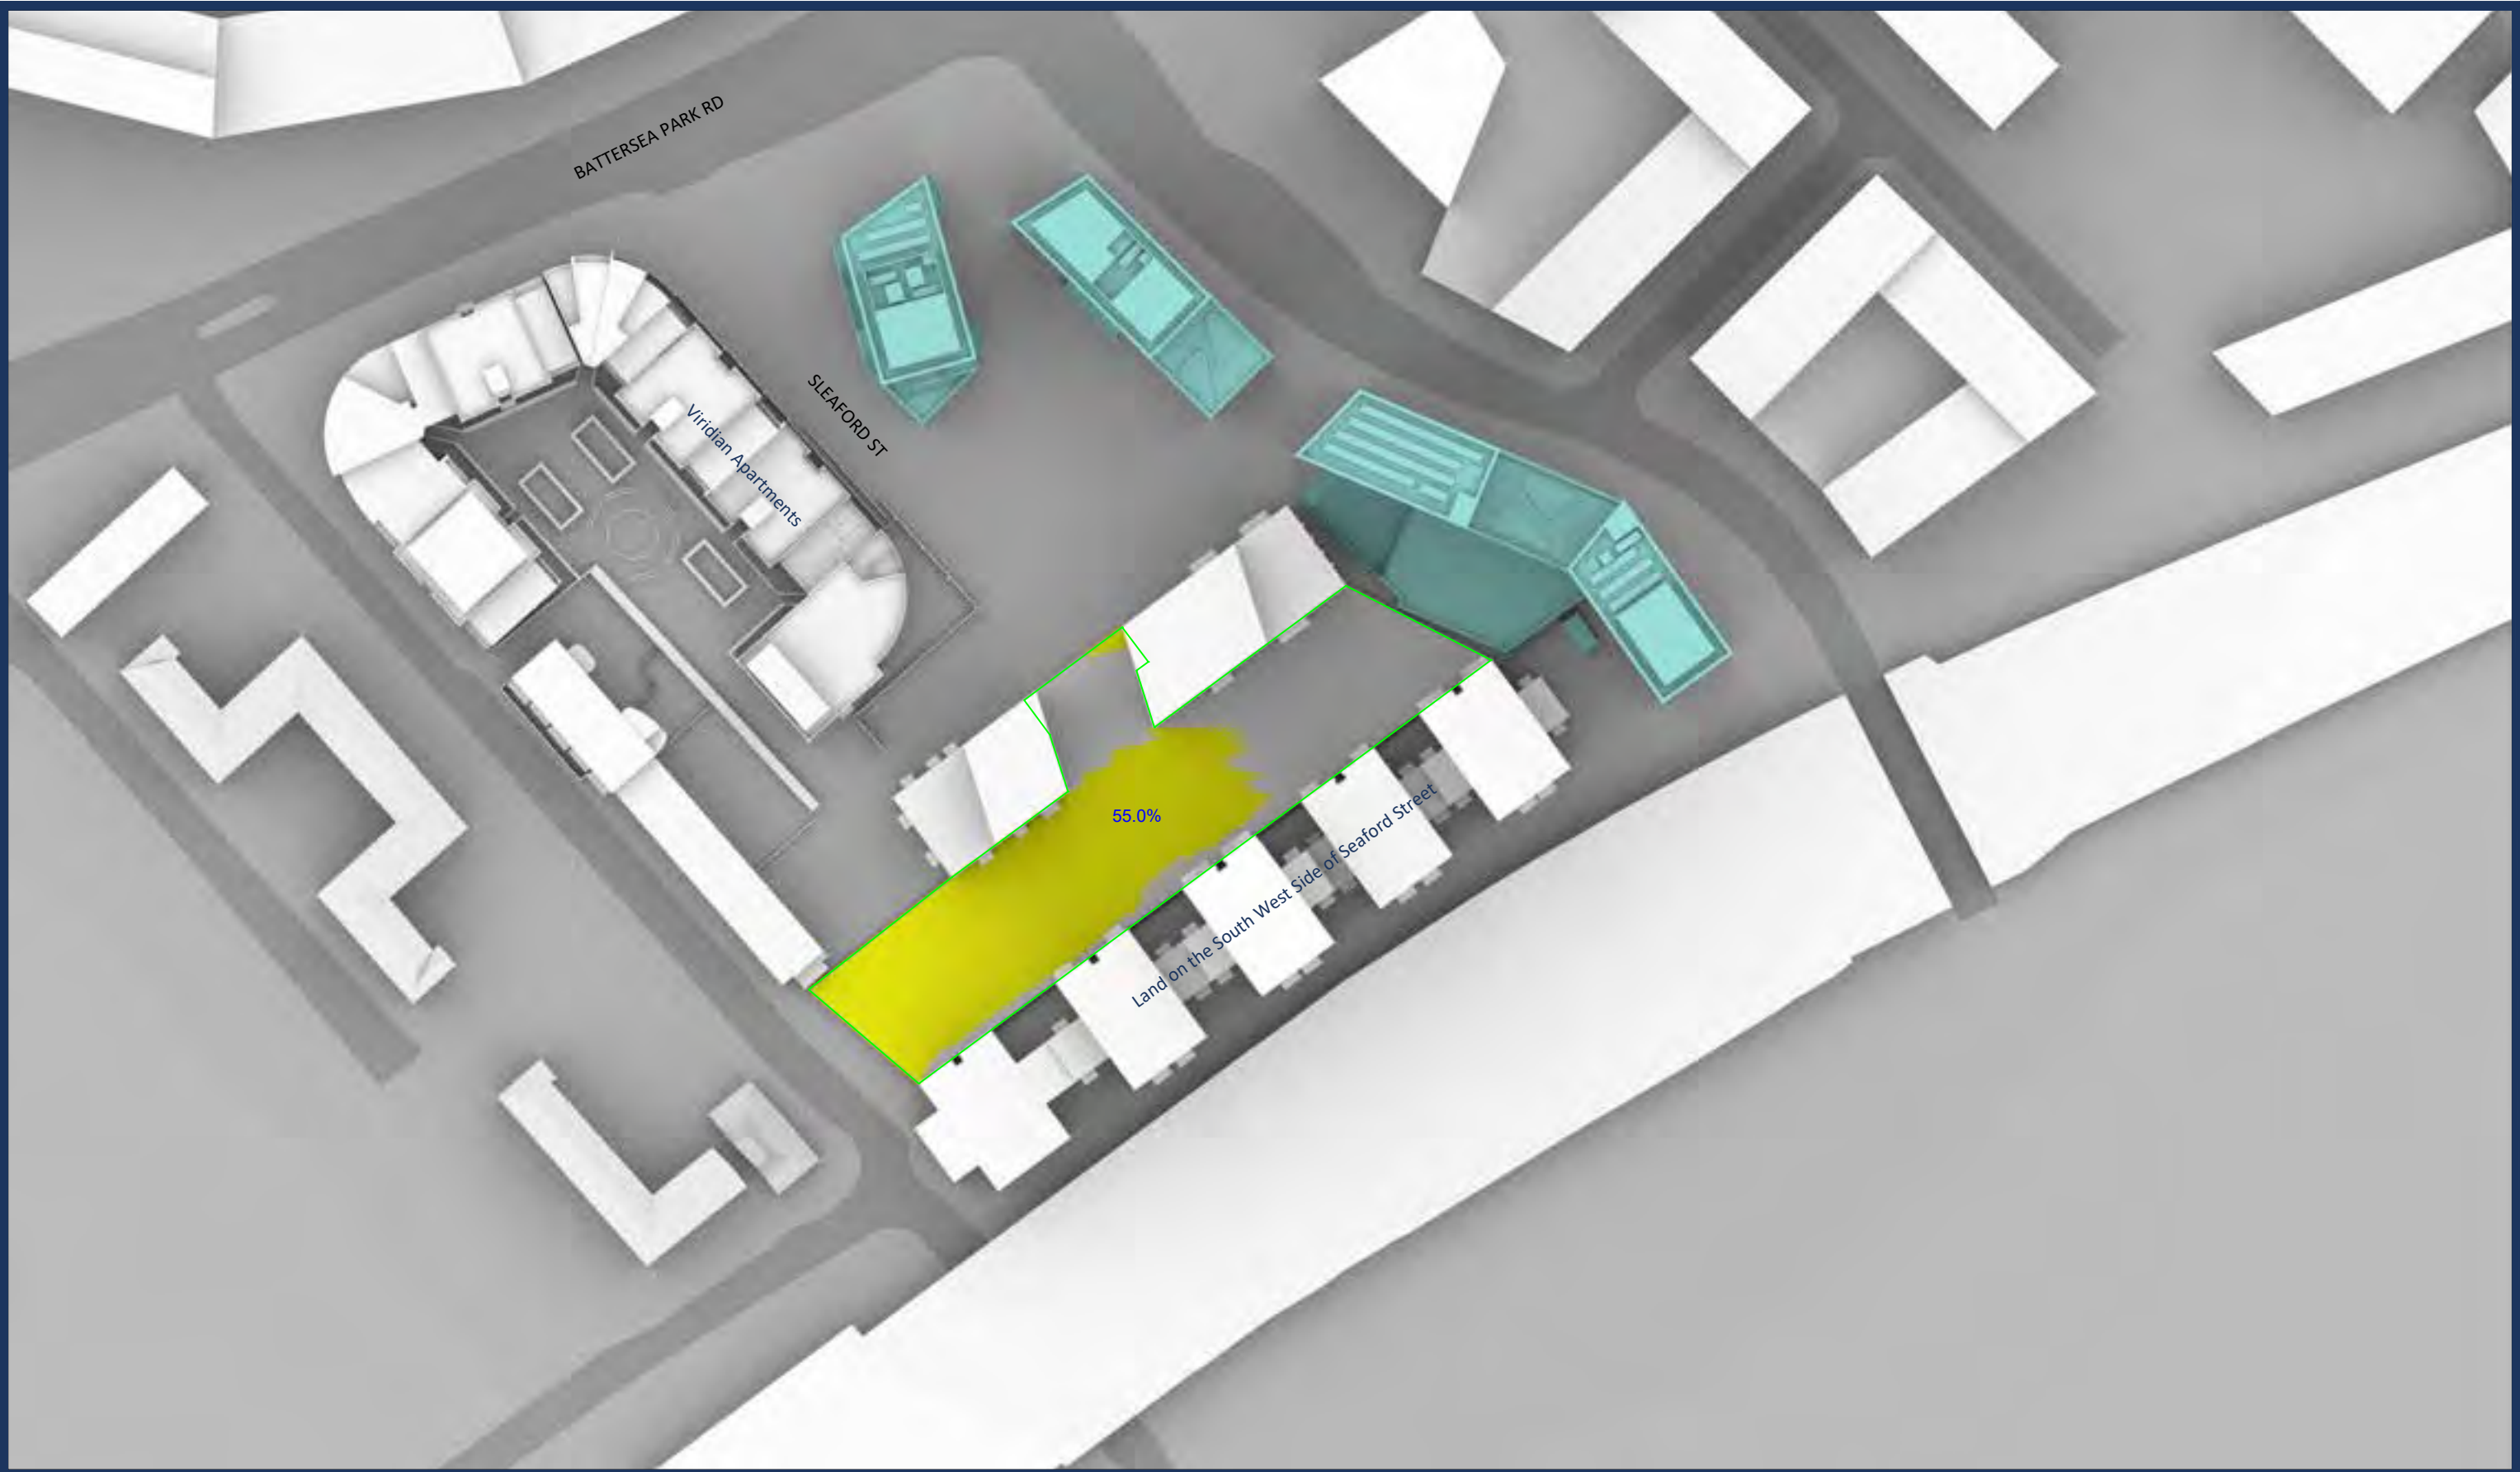 BATTERSEA PARK RD
SLEAFORD ST
Viridian Apartments
55.0%
Land on the South West Side of Seaford Street